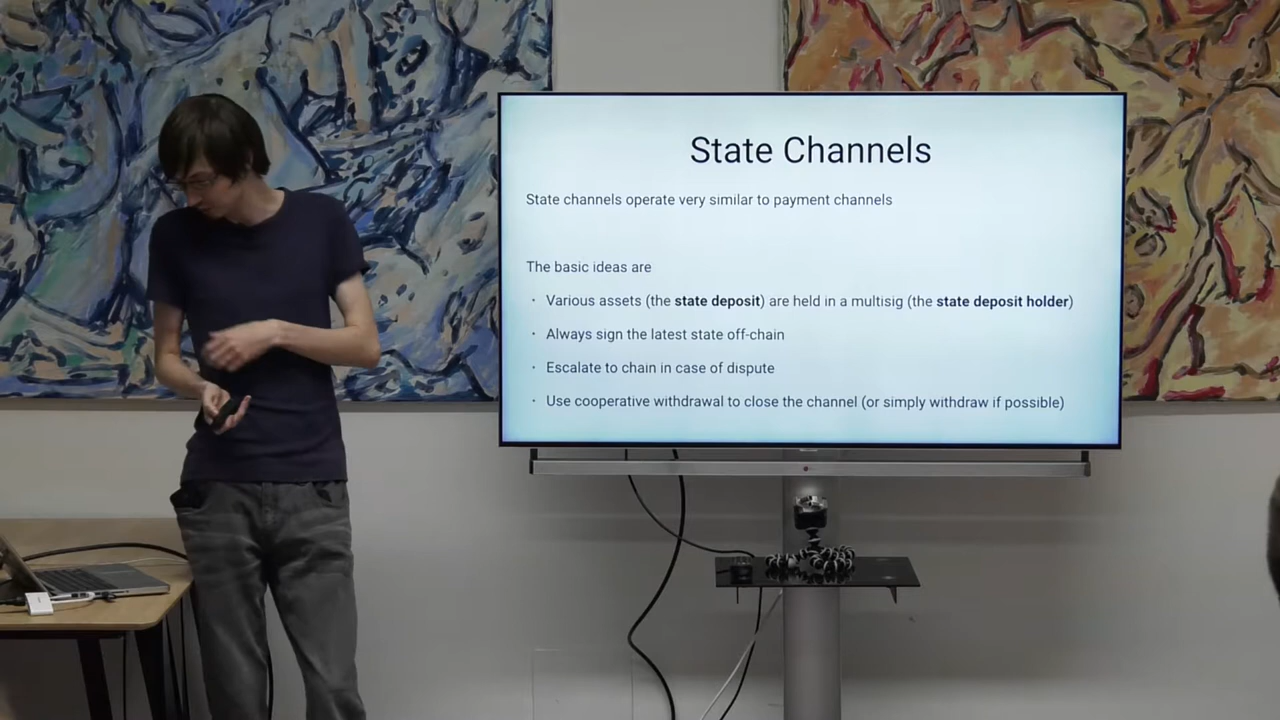 State Channels
State channels operate very similar to payment channels
The basic ideas are
· Various assets (the state deposit) are held in a multisig (the state deposit holder)
· Always sign the latest state off-chain
· Escalate to chain in case of dispute
· Use cooperative withdrawal to close the channel (or simply withdraw if possible)